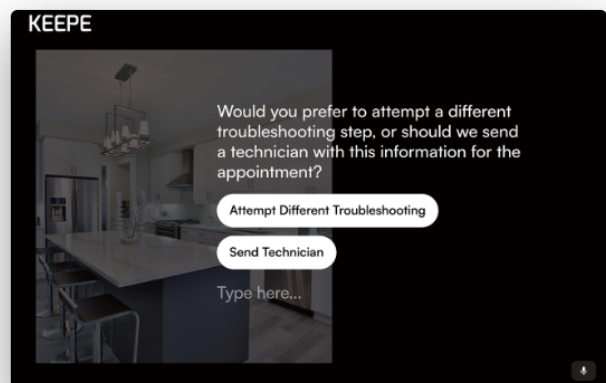 KEEPE
Would you prefer to attempt a different
troubleshooting step, or should we send
a technician with this information for the
appointment?
Attempt Different Troubleshooting
Send Technician
Type here...